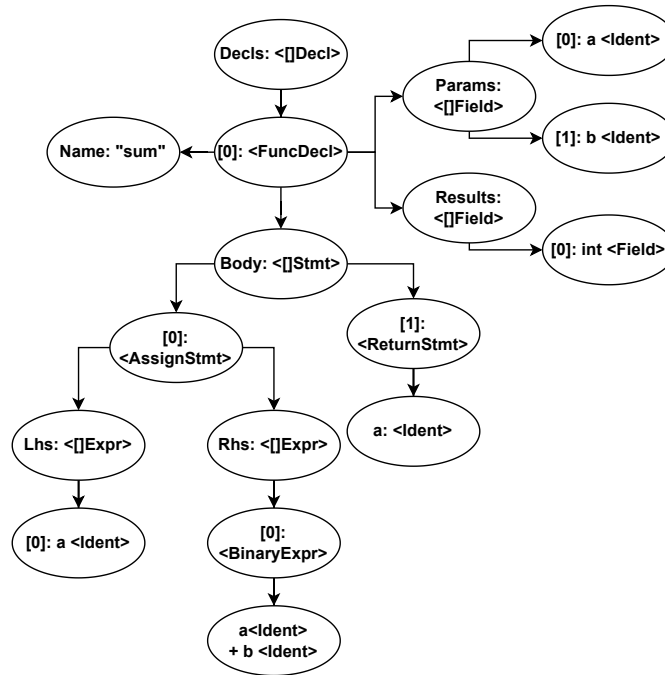 Decls: <[]Decl>
[0]: a <Ident>
Params:
<[]Field>
Name: "sum"
[0]: <FuncDecl>
[1]: b <Ident>
Results:
<[]Field>
[0]: int <Field>
Body: <[]Stmt>
[0]:
<AssignStmt>
[1]:
<ReturnStmt>
Lhs: <[]Expr>
Rhs: <[]Expr>
a: <Ident>
[0]: a <Ident>
[0]:
<BinaryExpr>
a<Ident>
+ b <Ident>